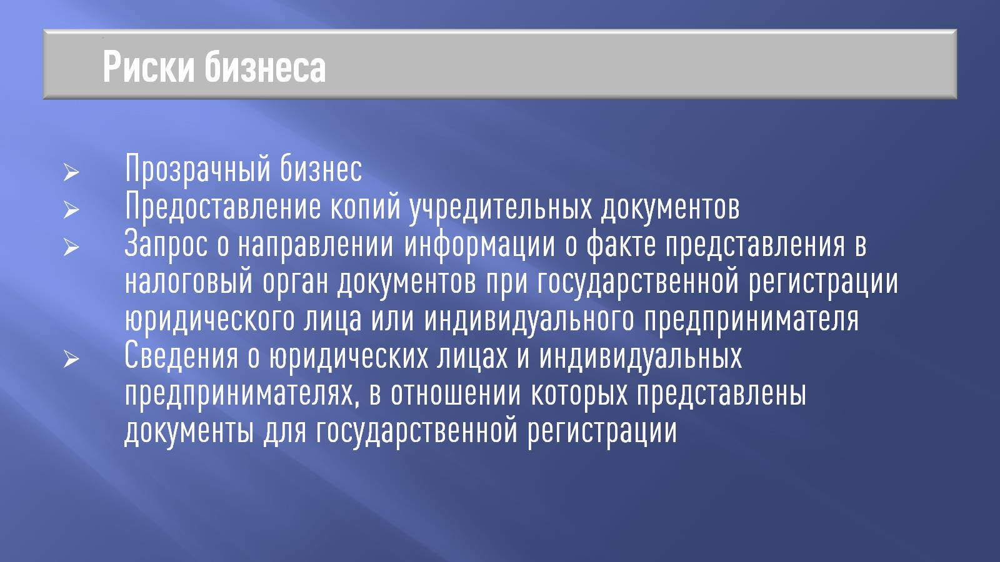 Риски бизнеса
Прозрачный бизнес
Предоставление копий учредительных документов
Запрос о направлении информации о факте представления в
налоговый орган документов при государственной регистрации
юридического лица или индивидуального предпринимателя
Сведения о юридических лицах и индивидуальных
предпринимателях, в отношении которых представлены
документы для государственной регистрации